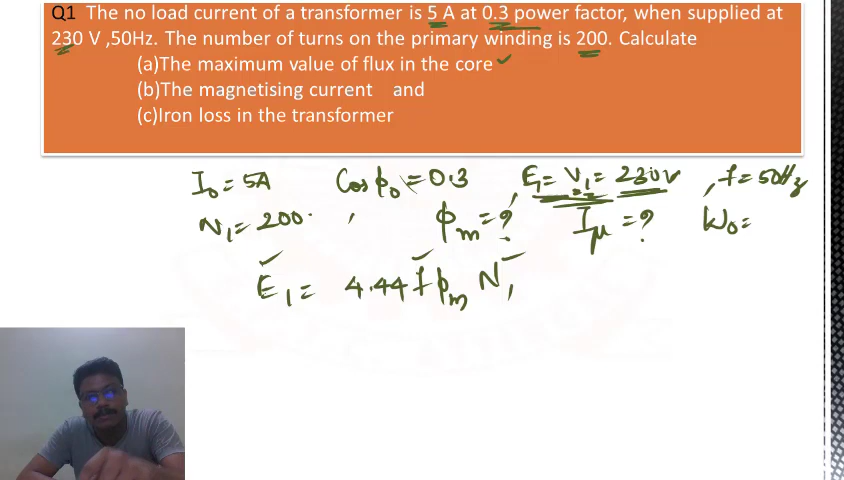 Q1 The no load current of a transformer is 5 A at 0.3 power factor, when supplied at
230 V ,50Hz. The number of turns on the primary winding is 200. Calculate
(a)The maximum value of flux in the core
(b)The magnetising current and
(c)Iron loss in the transformer
I₀ = 5A Cos ϕ₀ = 0.3 , E₁ = V₁ = 230V , f = 50Hz
N₁ = 200 , ϕm = ? Iμ = ? W₀ =
E₁ = 4.44 f ϕm N₁